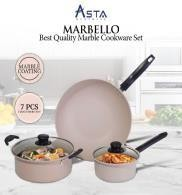 ASTA
MARBELLO
Best Quality Marble Cookware Set
MARBLE
COATING
7 PCS